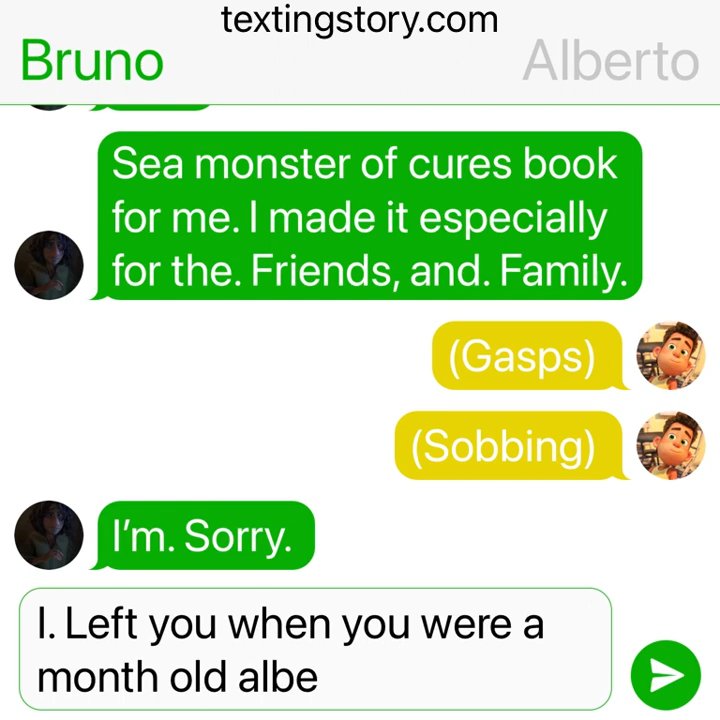 textingstory.com
Bruno Alberto
Sea monster of cures book
for me. I made it especially
for the. Friends, and. Family.
(Gasps)
(Sobbing)
I’m. Sorry.
I. Left you when you were a
month old albe